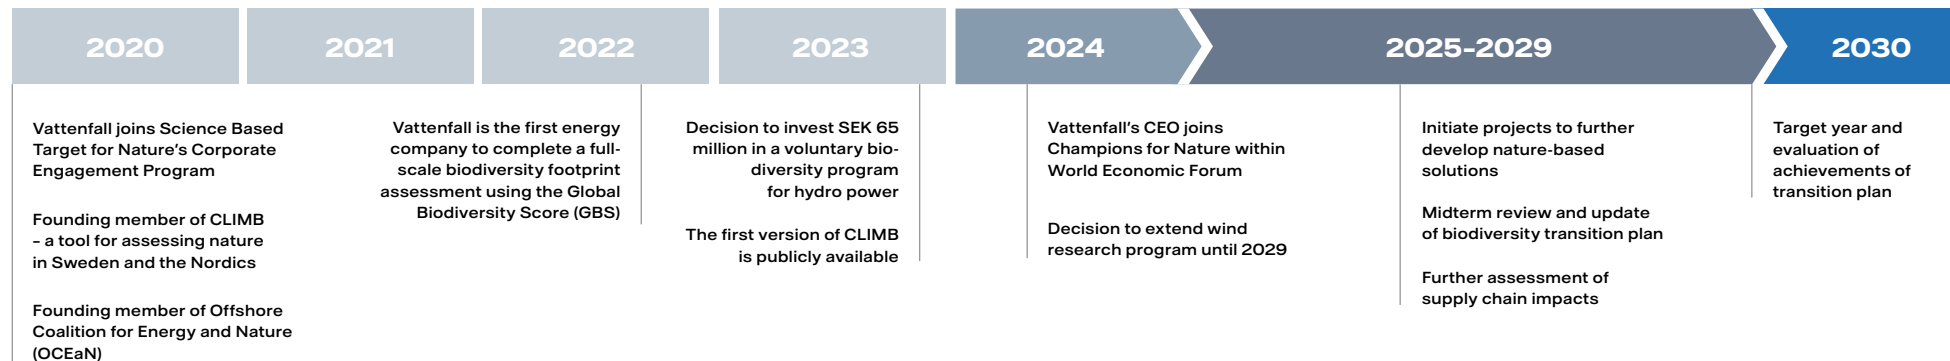 2020
2021
2022
2023
2024
2025-2029
2030
Vattenfall joins Science Based
Target for Nature's Corporate
Engagement Program
Founding member of CLIMB
– a tool for assessing nature
in Sweden and the Nordics
Founding member of Offshore
Coalition for Energy and Nature
(OCEaN)
Vattenfall is the first energy
company to complete a full-
scale biodiversity footprint
assessment using the Global
Biodiversity Score (GBS)
Decision to invest SEK 65
million in a voluntary bio-
diversity program
for hydro power
The first version of CLIMB
is publicly available
Vattenfall's CEO joins
Champions for Nature within
World Economic Forum
Decision to extend wind
research program until 2029
Initiate projects to further
develop nature-based
solutions
Midterm review and update
of biodiversity transition plan
Further assessment of
supply chain impacts
Target year and
evaluation of
achievements of
transition plan